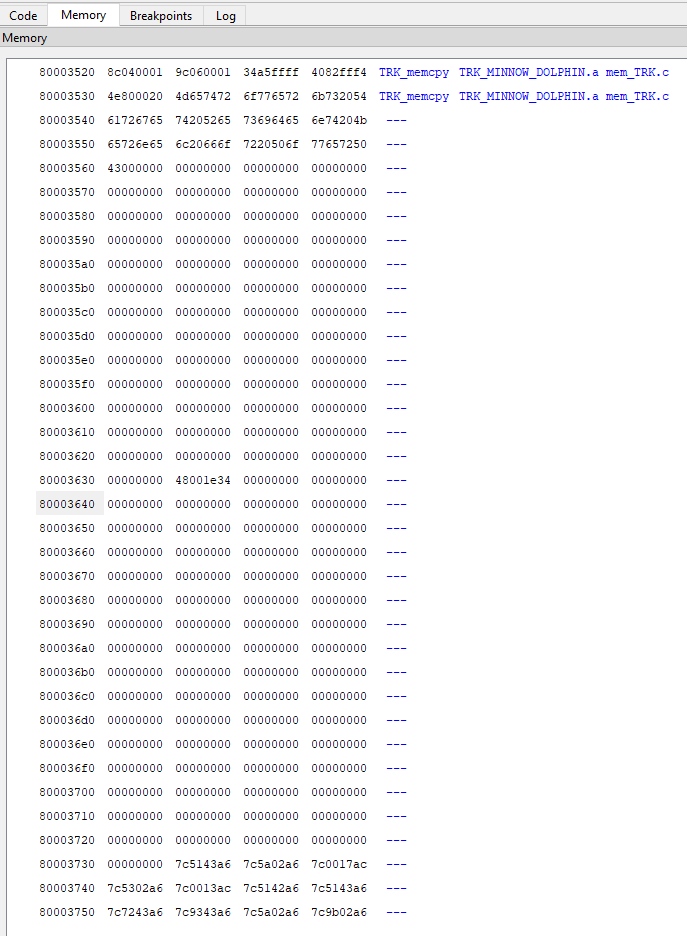 Code Memory Breakpoints Log
Memory
80003520 8c040001 9c060001 34a5ffff 4082fff4 TRK_memcpy TRK_MINNOW_DOLPHIN.a mem_TRK.c
80003530 4e800020 4d657472 6f776572 6b732054 TRK_memcpy TRK_MINNOW_DOLPHIN.a mem_TRK.c
80003540 61726765 74205265 73696465 6e74204b ---
80003550 65726e65 6c20666f 7220506f 77657250 ---
80003560 43000000 00000000 00000000 00000000 ---
80003570 00000000 00000000 00000000 00000000 ---
80003580 00000000 00000000 00000000 00000000 ---
80003590 00000000 00000000 00000000 00000000 ---
800035a0 00000000 00000000 00000000 00000000 ---
800035b0 00000000 00000000 00000000 00000000 ---
800035c0 00000000 00000000 00000000 00000000 ---
800035d0 00000000 00000000 00000000 00000000 ---
800035e0 00000000 00000000 00000000 00000000 ---
800035f0 00000000 00000000 00000000 00000000 ---
80003600 00000000 00000000 00000000 00000000 ---
80003610 00000000 00000000 00000000 00000000 ---
80003620 00000000 00000000 00000000 00000000 ---
80003630 00000000 48001e34 00000000 00000000 ---
80003640 00000000 00000000 00000000 00000000 ---
80003650 00000000 00000000 00000000 00000000 ---
80003660 00000000 00000000 00000000 00000000 ---
80003670 00000000 00000000 00000000 00000000 ---
80003680 00000000 00000000 00000000 00000000 ---
80003690 00000000 00000000 00000000 00000000 ---
800036a0 00000000 00000000 00000000 00000000 ---
800036b0 00000000 00000000 00000000 00000000 ---
800036c0 00000000 00000000 00000000 00000000 ---
800036d0 00000000 00000000 00000000 00000000 ---
800036e0 00000000 00000000 00000000 00000000 ---
800036f0 00000000 00000000 00000000 00000000 ---
80003700 00000000 00000000 00000000 00000000 ---
80003710 00000000 00000000 00000000 00000000 ---
80003720 00000000 00000000 00000000 00000000 ---
80003730 00000000 7c5143a6 7c5a02a6 7c0017ac ---
80003740 7c5302a6 7c0013ac 7c5142a6 7c5143a6 ---
80003750 7c7243a6 7c9343a6 7c5a02a6 7c9b02a6 ---